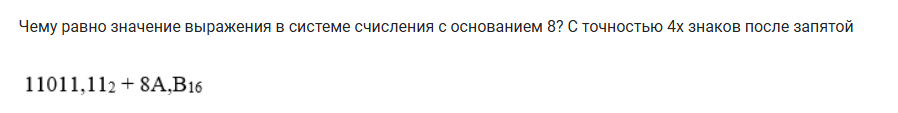 Чему равно значение выражения в системе счисления с основанием 8? С точностью 4х знаков после запятой
11011,11₂ + 8A,B₁₆